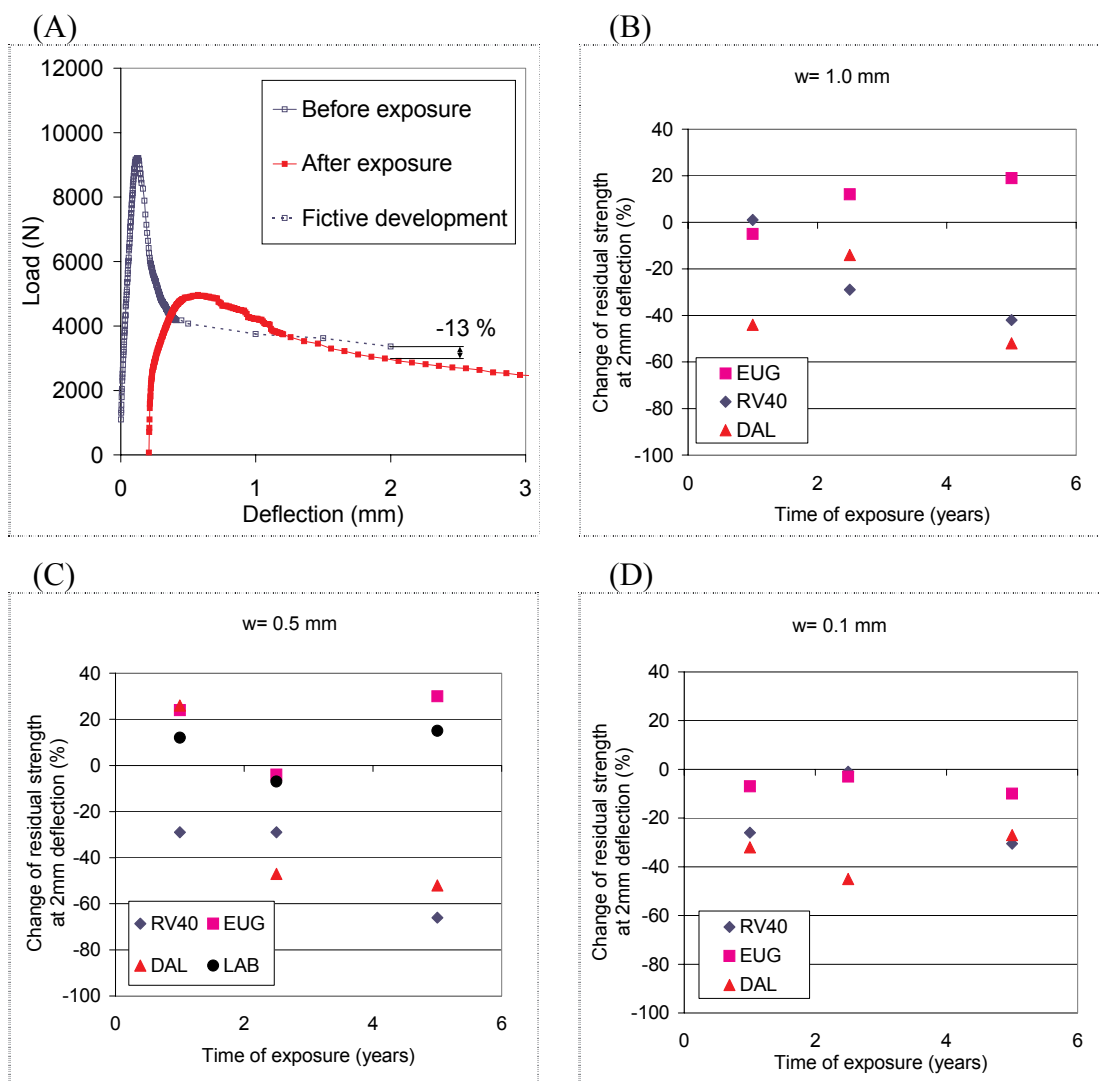 (A)
12000
10000
8000
6000
4000
2000
0
Load (N)
Before exposure
After exposure
Fictive development
-13 %
0
1
2
3
Deflection (mm)
(B)
w= 1.0 mm
40
20
0
-20
-40
-60
-80
-100
Change of residual strength
at 2mm deflection (%)
EUG
RV40
DAL
0
2
4
6
Time of exposure (years)
(C)
w= 0.5 mm
40
20
0
-20
-40
-60
-80
-100
Change of residual strength
at 2mm deflection (%)
RV40
EUG
DAL
LAB
0
2
4
6
Time of exposure (years)
(D)
w= 0.1 mm
40
20
0
-20
-40
-60
-80
-100
Change of residual strength
at 2mm deflection (%)
RV40
EUG
DAL
0
2
4
6
Time of exposure (years)